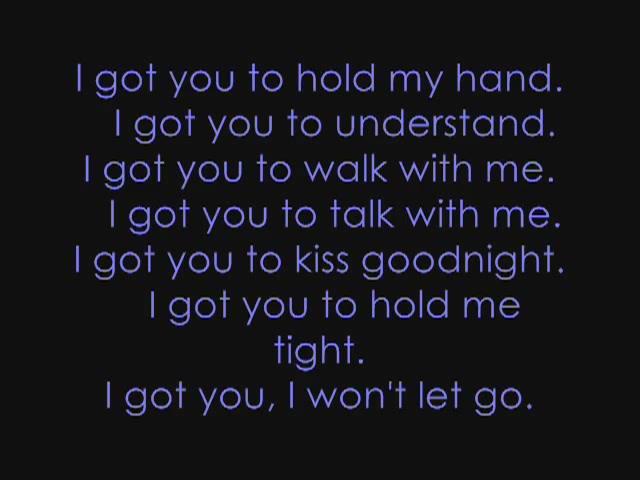 I got you to hold my hand.
I got you to understand.
I got you to walk with me.
I got you to talk with me.
I got you to kiss goodnight.
I got you to hold me
tight.
I got you, I won't let go.